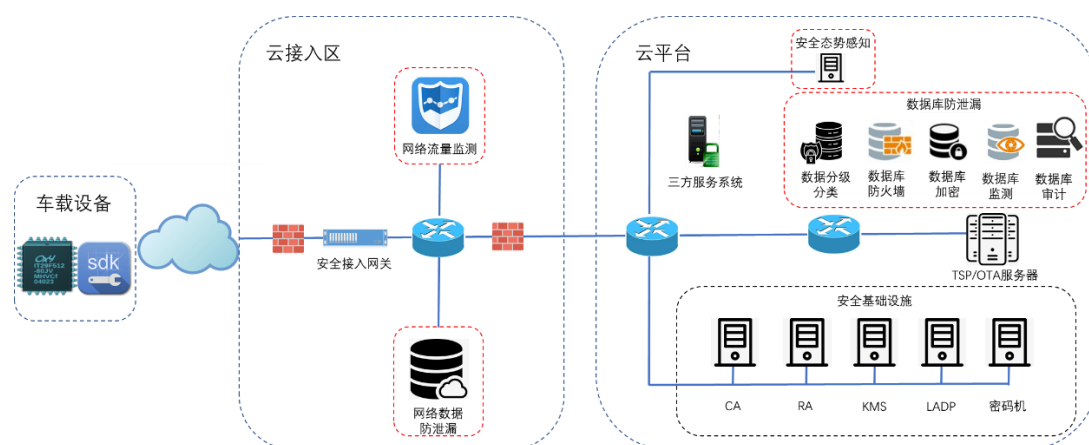 云接入区
云平台
安全态势感知
网络流量监测
数据库防泄漏
三方服务系统
数据分级
分类
数据库
防火墙
数据库
加密
数据库
监测
数据库
审计
车载设备
IT29F512
-80JV
MHVCf
04023
sdk
安全接入网关
TSP/OTA服务器
网络数据
防泄漏
安全基础设施
CA
RA
KMS
LADP
密码机